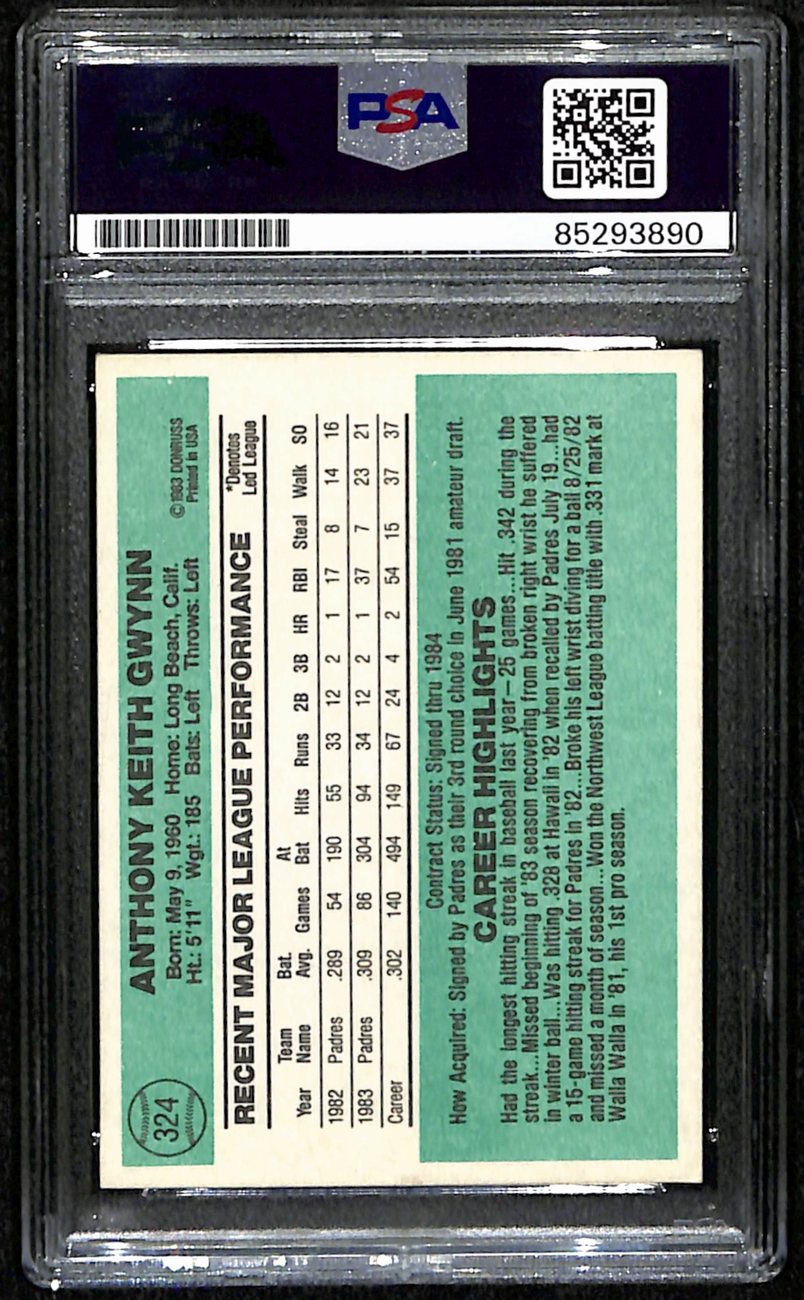 PSA
85293890
324
ANTHONY KEITH GWYNN
Born: May 9, 1960 Home: Long Beach, Calif.
Ht.: 5'11" Wgt.: 185 Bats: Left Throws: Left
© 1983 DONRUSS
Printed in USA
RECENT MAJOR LEAGUE PERFORMANCE
*Denotes
Led League
Year Team Name Bat. Avg. Games At Bat Hits Runs 2B 3B HR RBI Steal Walk SO
1982 Padres .289 54 190 55 33 12 2 1 17 8 14 16
1983 Padres .309 86 304 94 34 12 2 1 37 7 23 21
Career .302 140 494 149 67 24 4 2 54 15 37 37
Contract Status: Signed thru 1984
How Acquired: Signed by Padres as their 3rd round choice in June 1981 amateur draft.
CAREER HIGHLIGHTS
Had the longest hitting streak in baseball last year—25 games...Hit .342 during the
streak...Missed beginning of '83 season recovering from broken right wrist he suffered
in winter ball...Was hitting .328 at Hawaii in '82 when recalled by Padres July 19...had
a 15-game hitting streak for Padres in '82...Broke his left wrist diving for a ball 8/25/82
and missed a month of season...Won the Northwest League batting title with .331 mark at
Walla Walla in '81, his 1st pro season.